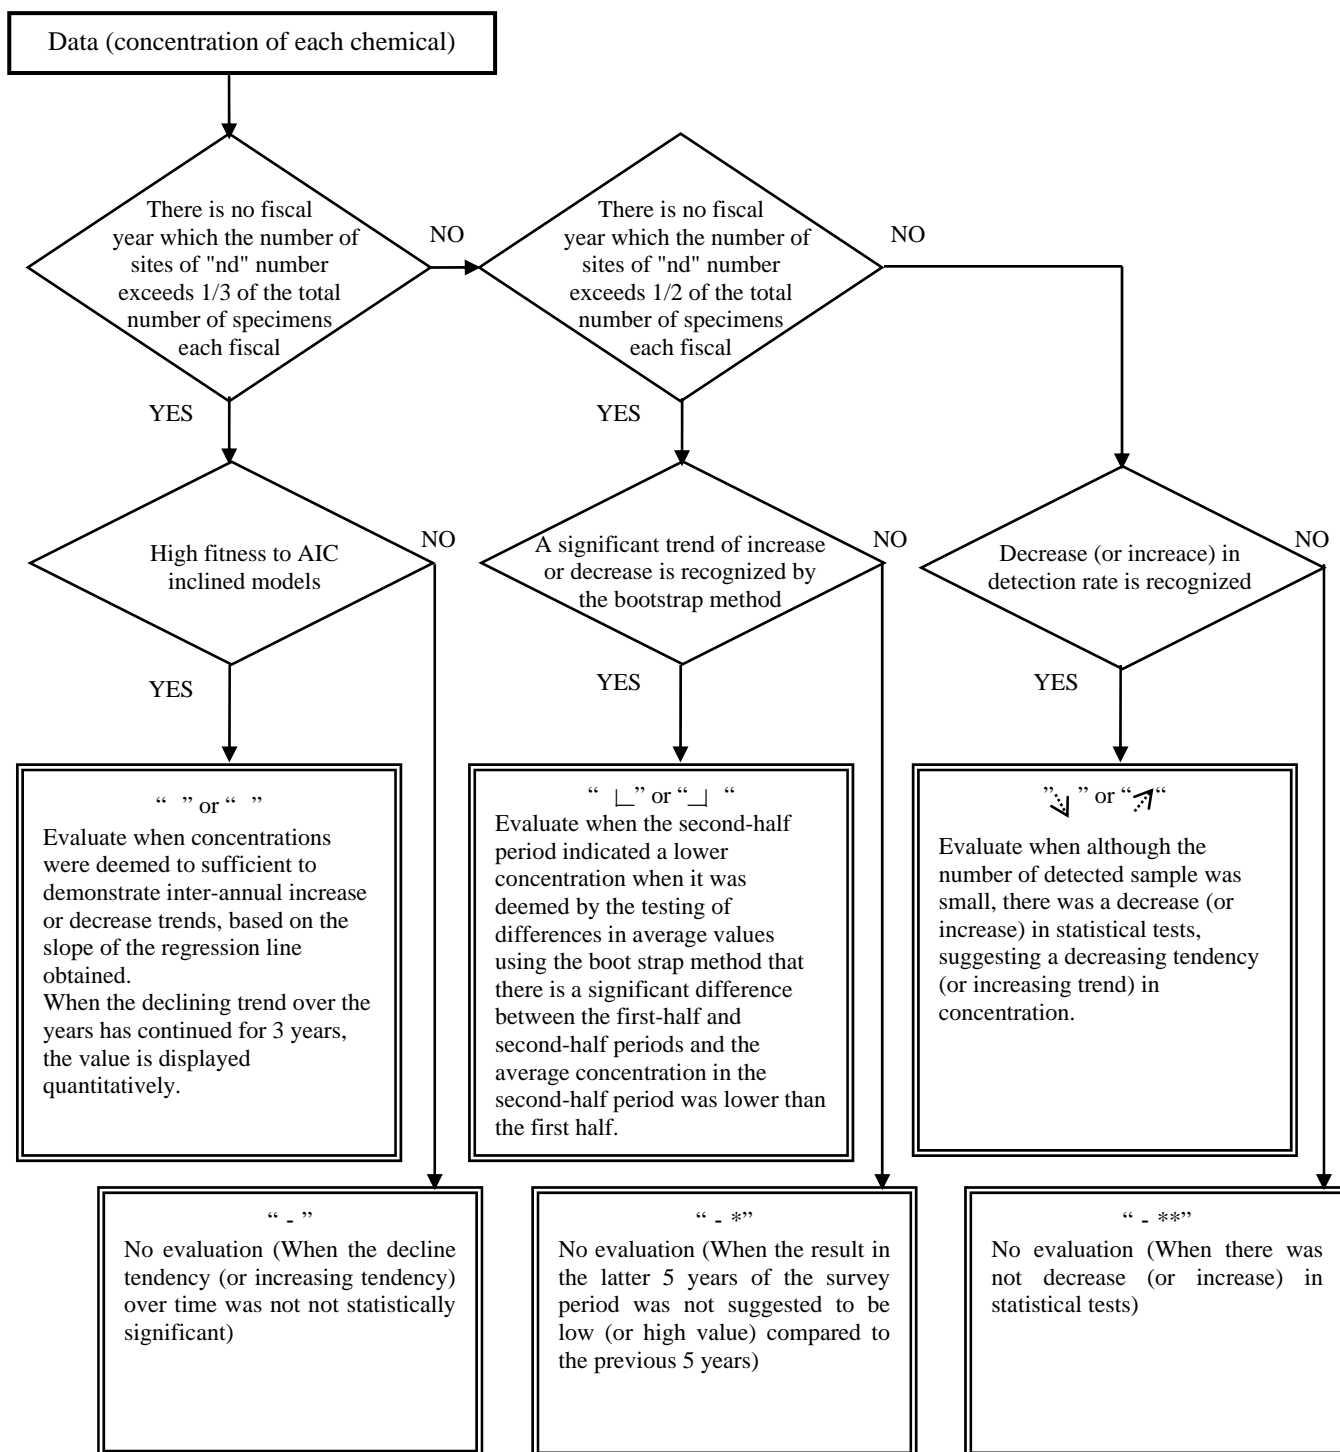 Data (concentration of each chemical)
There is no fiscal
year which the number of
sites of "nd" number
exceeds 1/3 of the total
number of specimens
each fiscal
NO
There is no fiscal
year which the number of
sites of "nd" number
exceeds 1/2 of the total
number of specimens
each fiscal
NO
YES
YES
High fitness to AIC
inclined models
NO
A significant trend of increase
or decrease is recognized by
the bootstrap method
NO
Decrease (or increace) in
detection rate is recognized
NO
YES
YES
YES
“ ” or “ ”
Evaluate when concentrations
were deemed to sufficient to
demonstrate inter-annual increase
or decrease trends, based on the
slope of the regression line
obtained.
When the declining trend over the
years has continued for 3 years,
the value is displayed
quantitatively.
“ ” or “ “
Evaluate when the second-half
period indicated a lower
concentration when it was
deemed by the testing of
differences in average values
using the boot strap method that
there is a significant difference
between the first-half and
second-half periods and the
average concentration in the
second-half period was lower than
the first half.
” ” or “ “
Evaluate when although the
number of detected sample was
small, there was a decrease (or
increase) in statistical tests,
suggesting a decreasing tendency
(or increasing trend) in
concentration.
“ - ”
No evaluation (When the decline
tendency (or increasing tendency)
over time was not not statistically
significant)
“ - *”
No evaluation (When the result in
the latter 5 years of the survey
period was not suggested to be
low (or high value) compared to
the previous 5 years)
“ - **”
No evaluation (When there was
not decrease (or increase) in
statistical tests)